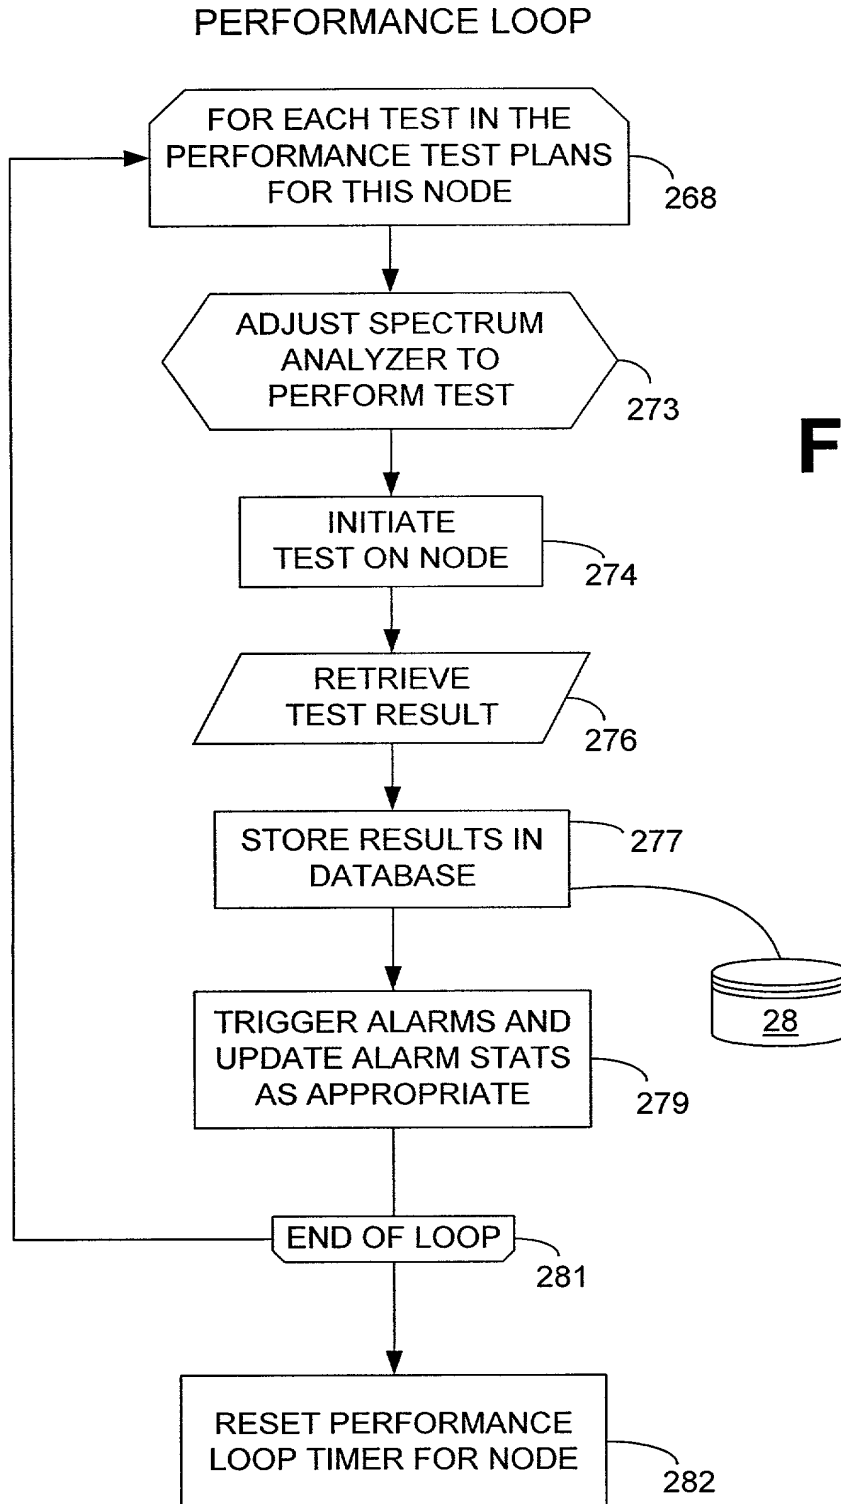 PERFORMANCE LOOP
FOR EACH TEST IN THE
PERFORMANCE TEST PLANS
FOR THIS NODE
268
ADJUST SPECTRUM
ANALYZER TO
PERFORM TEST
273
F
INITIATE
TEST ON NODE
274
RETRIEVE
TEST RESULT
276
STORE RESULTS IN
DATABASE
277
28
TRIGGER ALARMS AND
UPDATE ALARM STATS
AS APPROPRIATE
279
END OF LOOP
281
RESET PERFORMANCE
LOOP TIMER FOR NODE
282